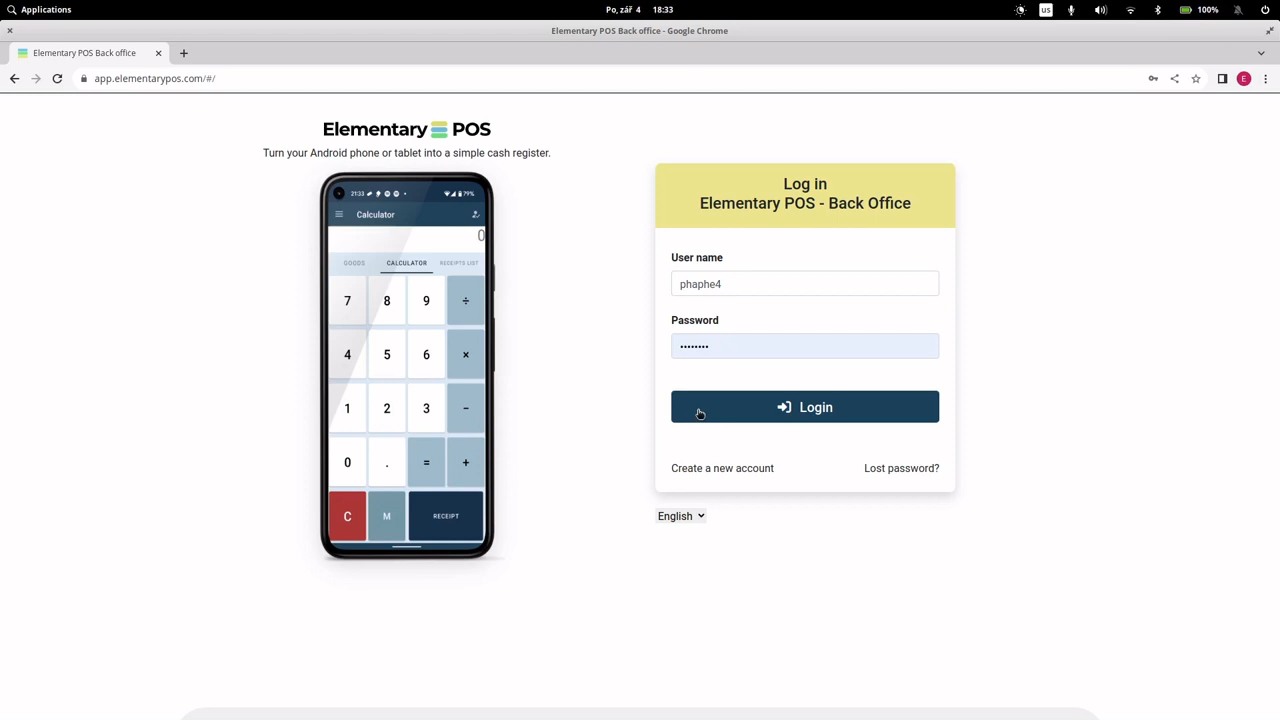 Applications
Po, zář 4 18:33
us
100%
Elementary POS Back office - Google Chrome
Elementary POS Back office
app.elementarypos.com/#/
E
Elementary POS
Turn your Android phone or tablet into a simple cash register.
21:33
79%
Calculator
0
GOODS CALCULATOR RECEIPTS LIST
7 8 9 ÷
4 5 6 ×
1 2 3 −
0 . = +
C M RECEIPT
Log in
Elementary POS - Back Office
User name
phaphe4
Password
••••••••
Login
Create a new account
Lost password?
English